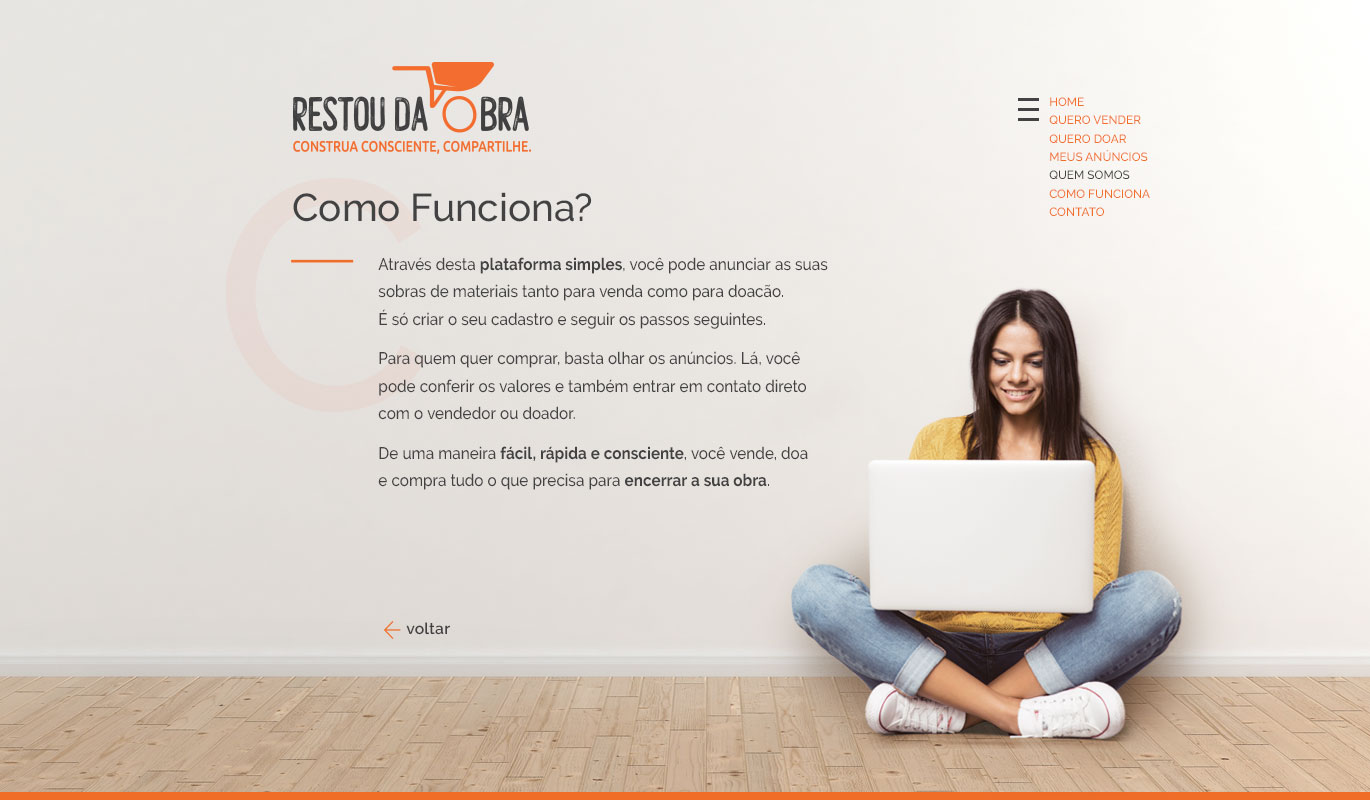 RESTOU DA OBRA
CONSTRUA CONSCIENTE, COMPARTILHE.
HOME
QUERO VENDER
QUERO DOAR
MEUS ANÚNCIOS
QUEM SOMOS
COMO FUNCIONA
CONTATO
C
Como Funciona?
Através desta plataforma simples, você pode anunciar as suas
sobras de materiais tanto para venda como para doacão.
É só criar o seu cadastro e seguir os passos seguintes.
Para quem quer comprar, basta olhar os anúncios. Lá, você
pode conferir os valores e também entrar em contato direto
com o vendedor ou doador.
De uma maneira fácil, rápida e consciente, você vende, doa
e compra tudo o que precisa para encerrar a sua obra.
voltar